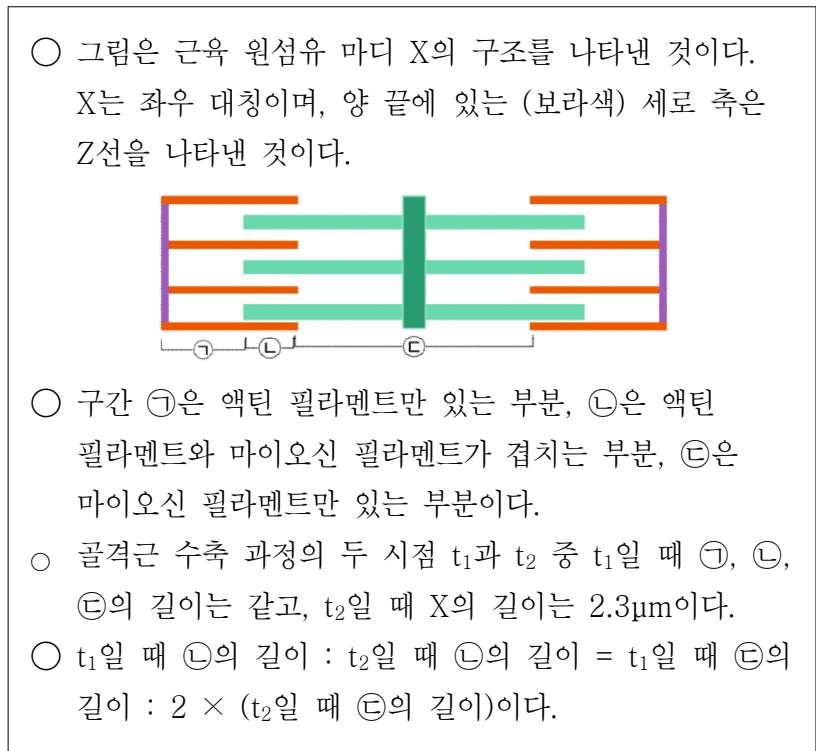 ○ 그림은 근육 원섬유 마디 X의 구조를 나타낸 것이다.
X는 좌우 대칭이며, 양 끝에 있는 (보라색) 세로 축은
Z선을 나타낸 것이다.
㉠ ㉡ ㉢
○ 구간 ㉠은 액틴 필라멘트만 있는 부분, ㉡은 액틴
필라멘트와 마이오신 필라멘트가 겹치는 부분, ㉢은
마이오신 필라멘트만 있는 부분이다.
○ 골격근 수축 과정의 두 시점 t₁과 t₂ 중 t₁일 때 ㉠, ㉡,
㉢의 길이는 같고, t₂일 때 X의 길이는 2.3μm이다.
○ t₁일 때 ㉡의 길이 : t₂일 때 ㉡의 길이 = t₁일 때 ㉢의
길이 : 2 × (t₂일 때 ㉢의 길이)이다.